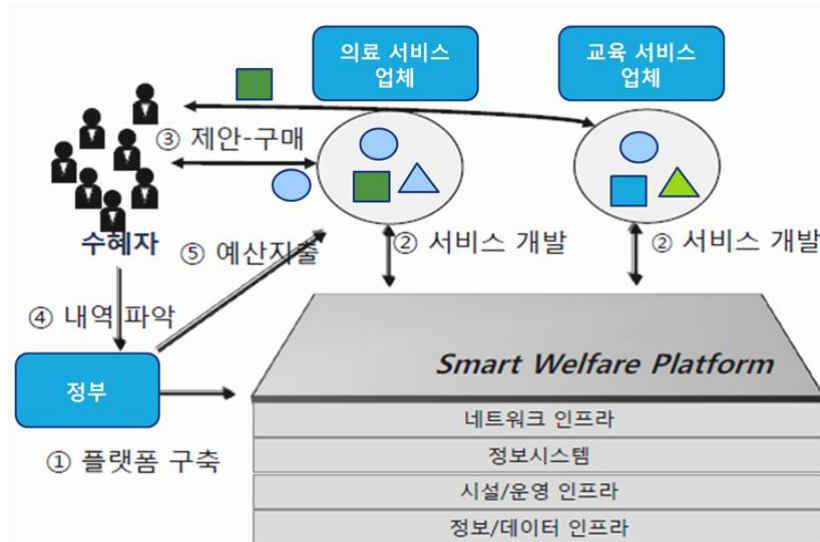 의료 서비스
업체
교육 서비스
업체
③ 제안-구매
수혜자
⑤ 예산지출
② 서비스 개발
② 서비스 개발
④ 내역 파악
Smart Welfare Platform
정부
네트워크 인프라
① 플랫폼 구축
정보시스템
시설/운영 인프라
정보/데이터 인프라